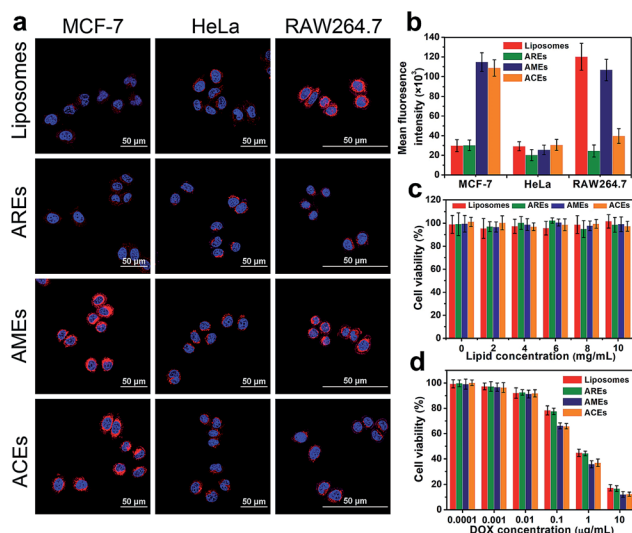 a
MCF-7 HeLa RAW264.7
Liposomes
50 μm 50 μm 50 μm
AREs
50 μm 50 μm 50 μm
AMEs
50 μm 50 μm 50 μm
ACEs
50 μm 50 μm 50 μm
b
Mean fluoresence
intensity (×10³)
140
120
100
80
60
40
20
0
Liposomes
AREs
AMEs
ACEs
MCF-7 HeLa RAW264.7
c
Cell viability (%)
120
100
80
60
40
20
0
Liposomes AREs AMEs ACEs
0 2 4 6 8 10
Lipid concentration (mg/mL)
d
Cell viability (%)
100
80
60
40
20
0
Liposomes
AREs
AMEs
ACEs
0.0001 0.001 0.01 0.1 1 10
DOX concentration (μg/mL)